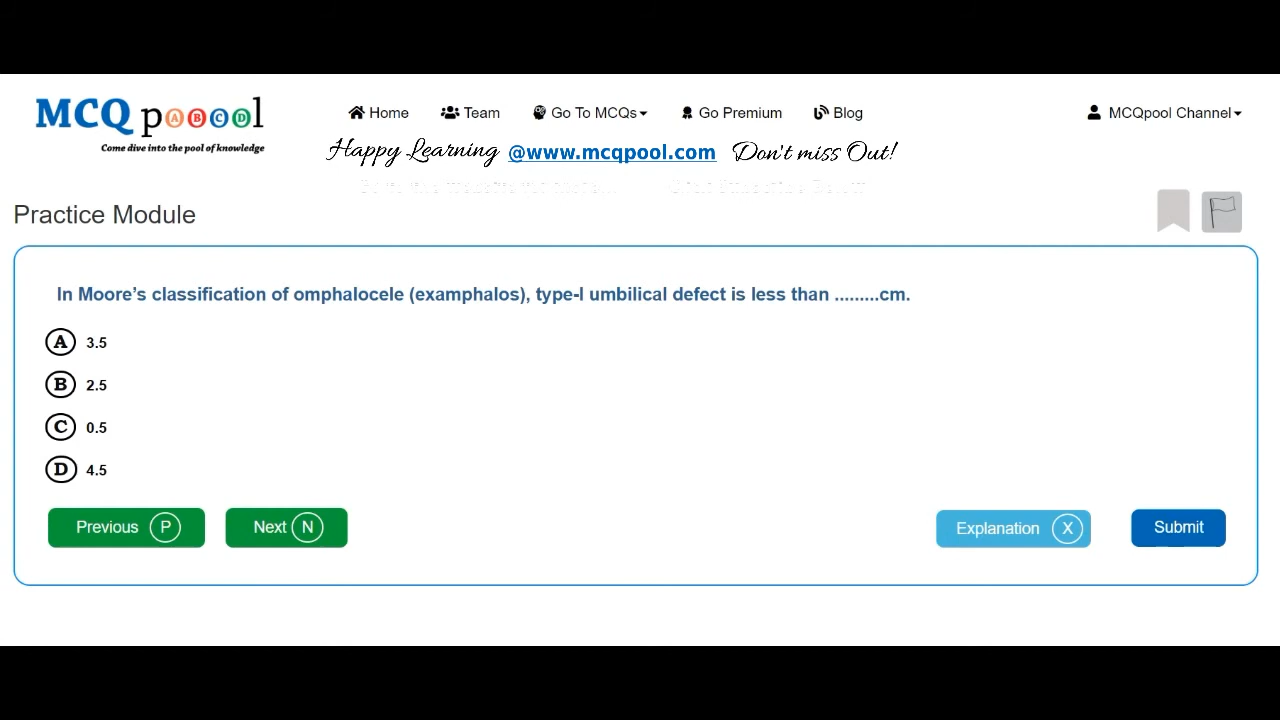 MCQ pooool
Come dive into the pool of knowledge
Home Team Go To MCQs Go Premium Blog MCQpool Channel
Happy Learning @www.mcqpool.com Don't miss Out!
Practice Module
In Moore’s classification of omphalocele (examphalos), type-I umbilical defect is less than .........cm.
A 3.5
B 2.5
C 0.5
D 4.5
Previous P Next N Explanation X Submit